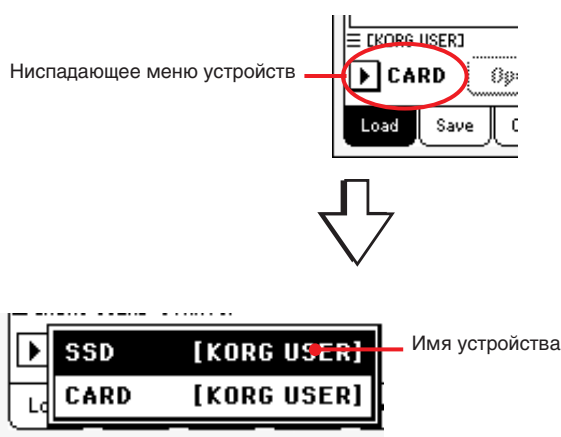 [KORG USER]
Ниспадающее меню устройств
CARD
Load Save
SSD [KORG USER]
Имя устройства
CARD [KORG USER]